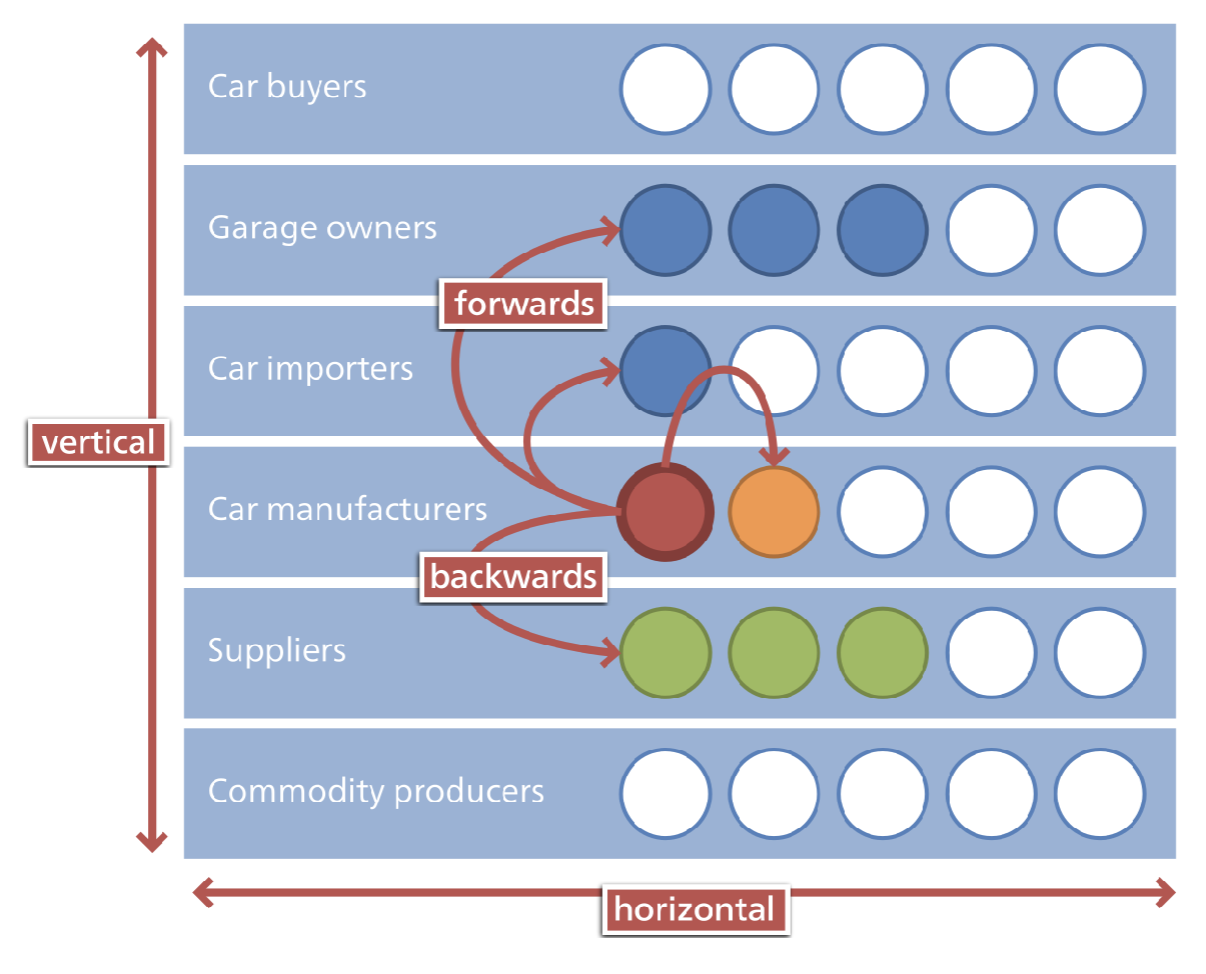 Car buyers
Garage owners
forwards
Car importers
vertical
Car manufacturers
backwards
Suppliers
Commodity producers
horizontal